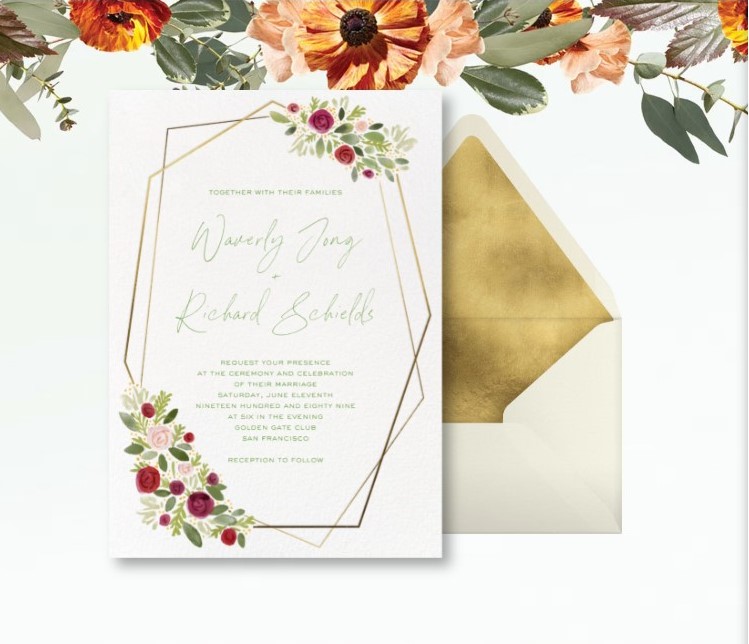 TOGETHER WITH THEIR FAMILIES
Waverly Jong
+
Richard Schields
REQUEST YOUR PRESENCE
AT THE CEREMONY AND CELEBRATION
OF THEIR MARRIAGE
SATURDAY, JUNE ELEVENTH
NINETEEN HUNDRED AND EIGHTY NINE
AT SIX IN THE EVENING
GOLDEN GATE CLUB
SAN FRANCISCO
RECEPTION TO FOLLOW